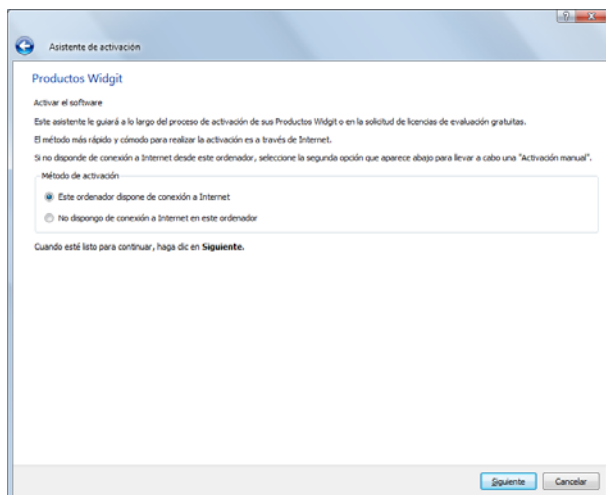 Asistente de activación
Productos Widgit
Activar el software
Este asistente le guiará a lo largo del proceso de activación de sus Productos Widgit o en la solicitud de licencias de evaluación gratuitas.
El método más rápido y cómodo para realizar la activación es a través de Internet.
Si no dispone de conexión a Internet desde este ordenador, seleccione la segunda opción que aparece abajo para llevar a cabo una "Activación manual".
Método de activación
Este ordenador dispone de conexión a Internet
No dispongo de conexión a Internet en este ordenador
Cuando esté listo para continuar, haga clic en Siguiente.
Siguiente Cancelar